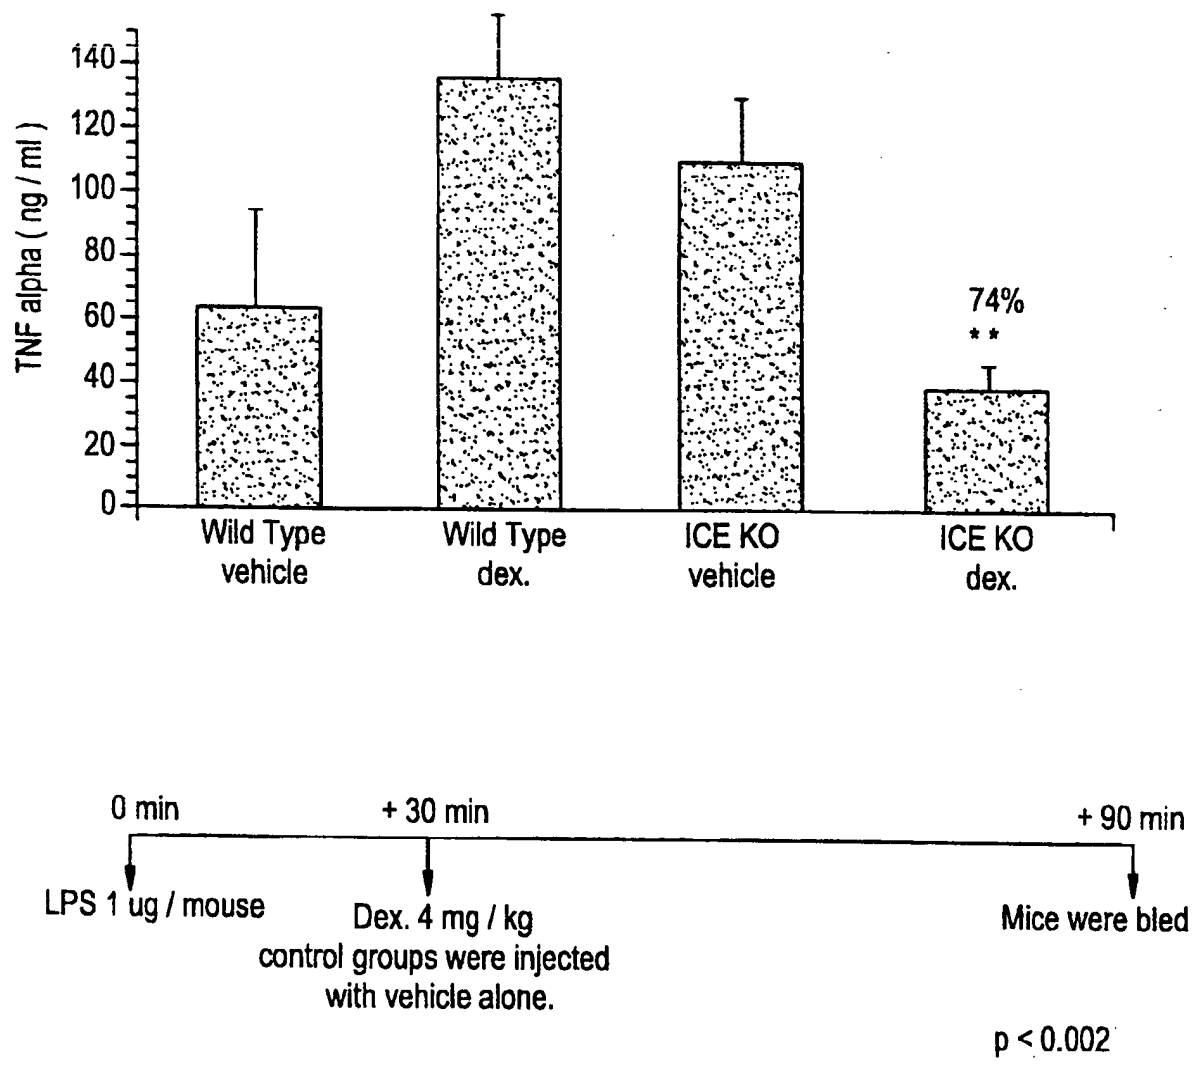 TNF alpha ( ng / ml )
140
120
100
80
60
40
20
0
74%
* *
Wild Type
vehicle
Wild Type
dex.
ICE KO
vehicle
ICE KO
dex.
0 min
+ 30 min
+ 90 min
LPS 1 ug / mouse
Dex. 4 mg / kg
control groups were injected
with vehicle alone.
Mice were bled
p < 0.002